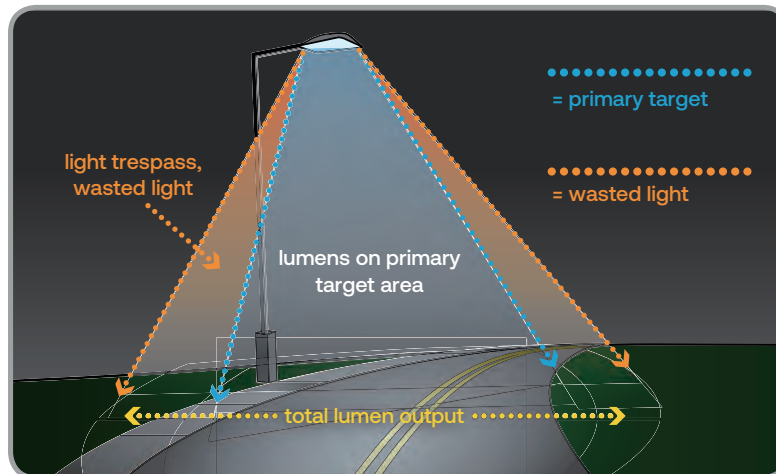 = primary target
light trespass,
wasted light
= wasted light
lumens on primary
target area
total lumen output